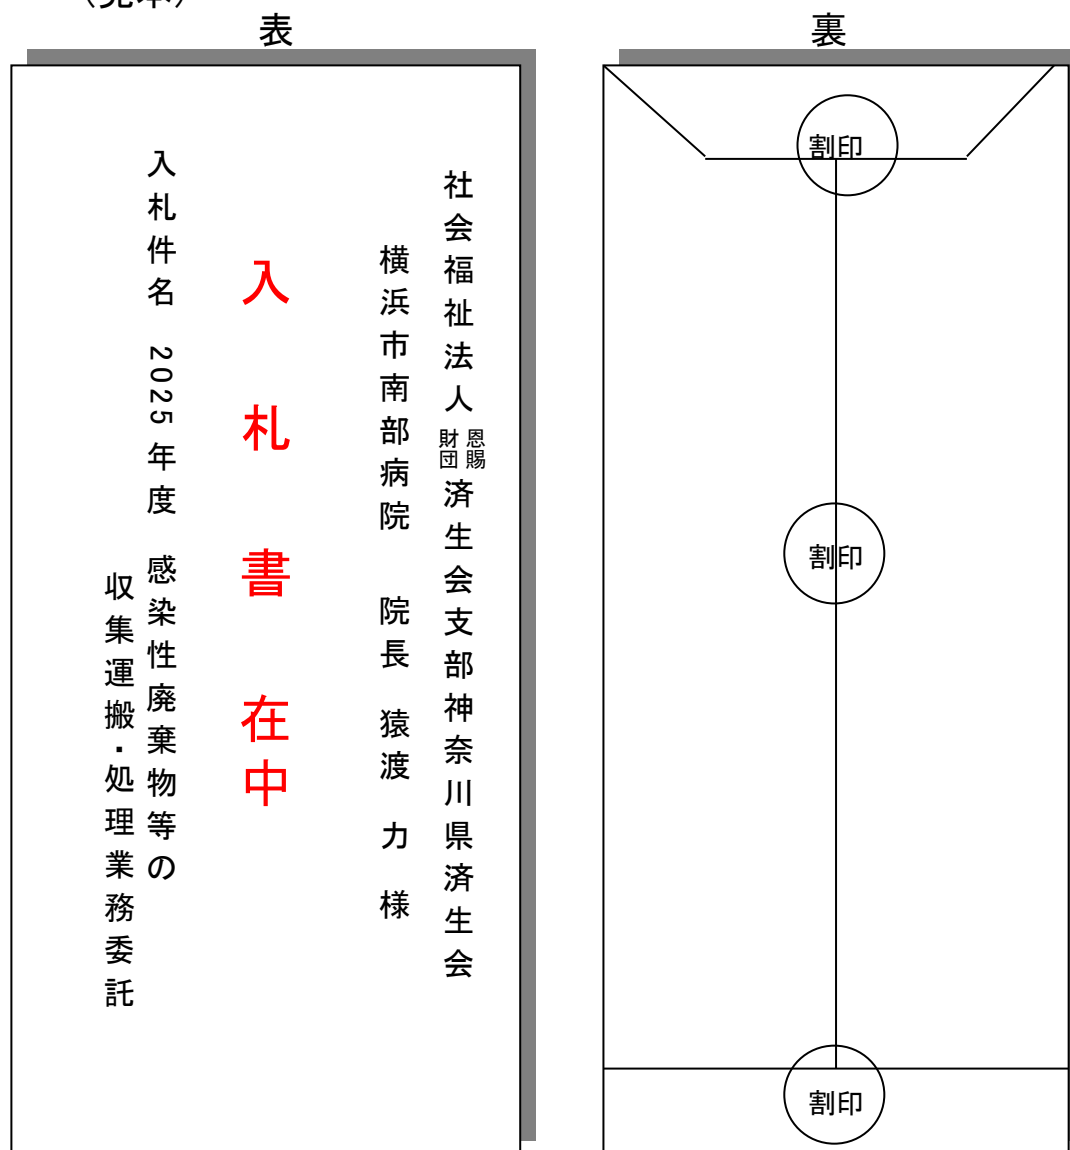 （見本）
表
社会福祉法人恩賜財団済生会支部神奈川県済生会
横浜市南部病院　院長　猿渡　力　様
入札書在中
入札件名　2025年度　感染性廃棄物等の
収集運搬・処理業務委託
裏
割印
割印
割印